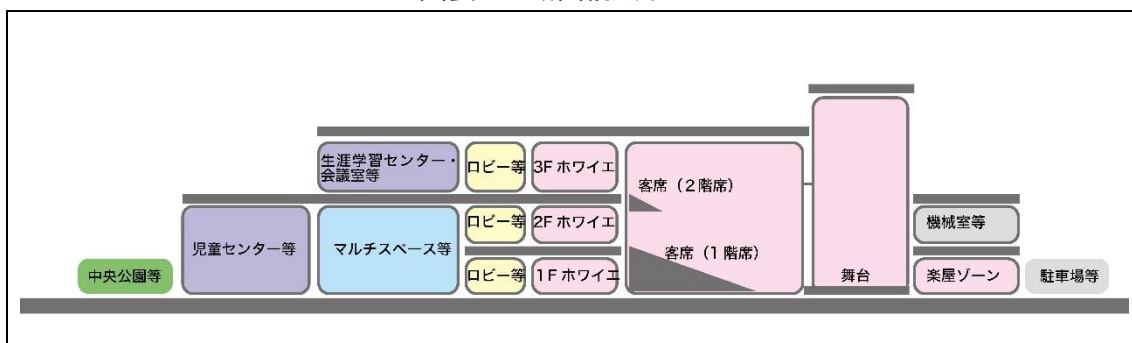 生涯学習センター・
会議室等
ロビー等
3F ホワイエ
客席（2階席）
児童センター等
マルチスペース等
ロビー等
2F ホワイエ
客席（1階席）
機械室等
中央公園等
ロビー等
1F ホワイエ
舞台
楽屋ゾーン
駐車場等